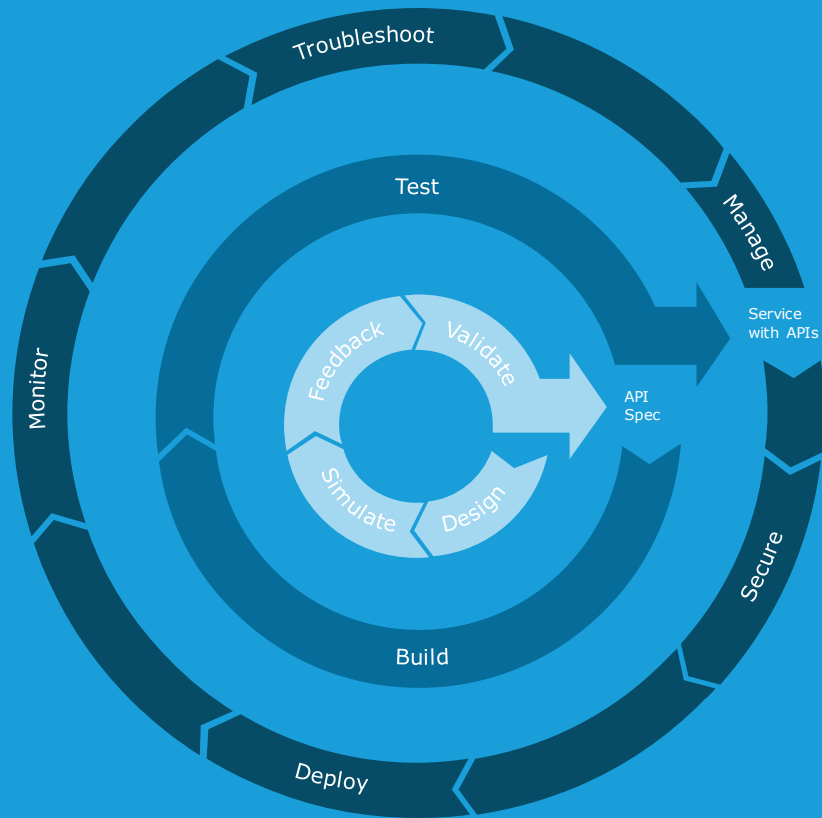 Troubleshoot
Test
Manage
Service
with APIs
Feedback
Validate
Monitor
API
Spec
Simulate
Design
Secure
Build
Deploy